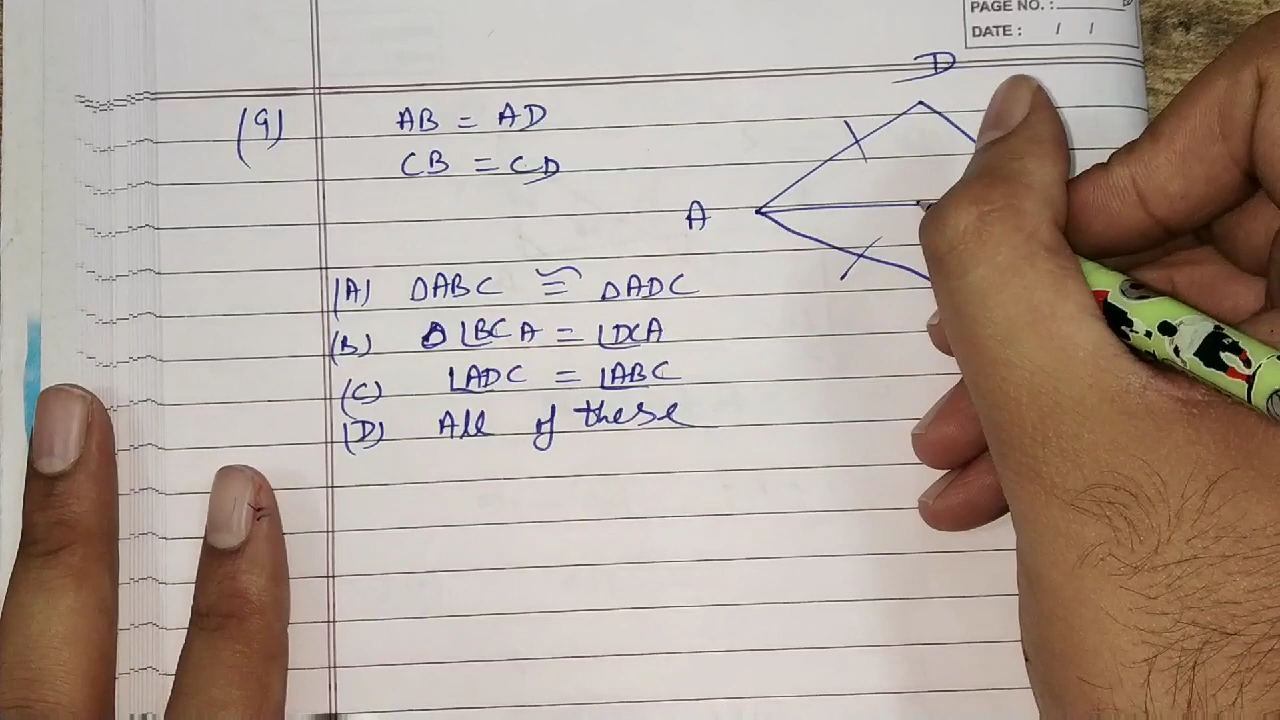 PAGE NO. :
DATE : / /
D
(9) AB = AD
CB = CD
A
(A) ΔABC ≅ ΔADC
(B) ∠BCA = ∠DCA
(C) ∠ADC = ∠ABC
(D) All of these